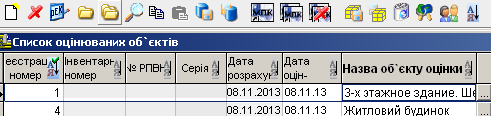 Список оцінюваних об`єктів
еєстрац номер Інвентарн номер № РПВН Серія Дата розрахун Дата оцін- Назва об`єкту оцінки
1 08.11.2013 08.11.13 3-х этажное здание. Ше
4 08.11.2013 08.11.13 Житловий будинок